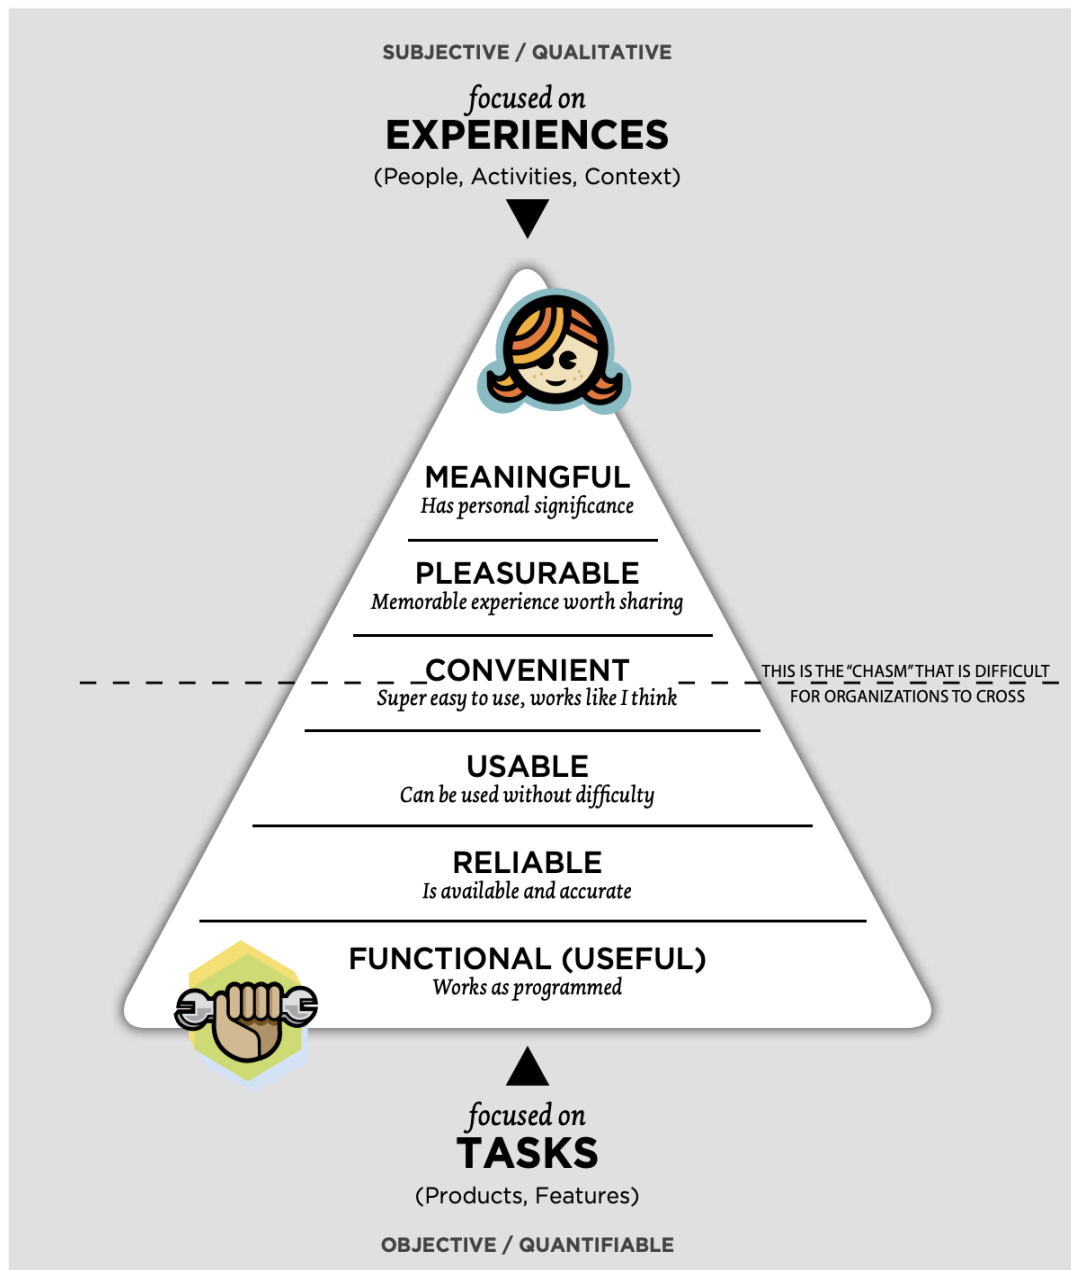 SUBJECTIVE / QUALITATIVE
focused on
EXPERIENCES
(People, Activities, Context)
MEANINGFUL
Has personal significance
PLEASURABLE
Memorable experience worth sharing
CONVENIENT
Super easy to use, works like I think
THIS IS THE “CHASM” THAT IS DIFFICULT
FOR ORGANIZATIONS TO CROSS
USABLE
Can be used without difficulty
RELIABLE
Is available and accurate
FUNCTIONAL (USEFUL)
Works as programmed
focused on
TASKS
(Products, Features)
OBJECTIVE / QUANTIFIABLE